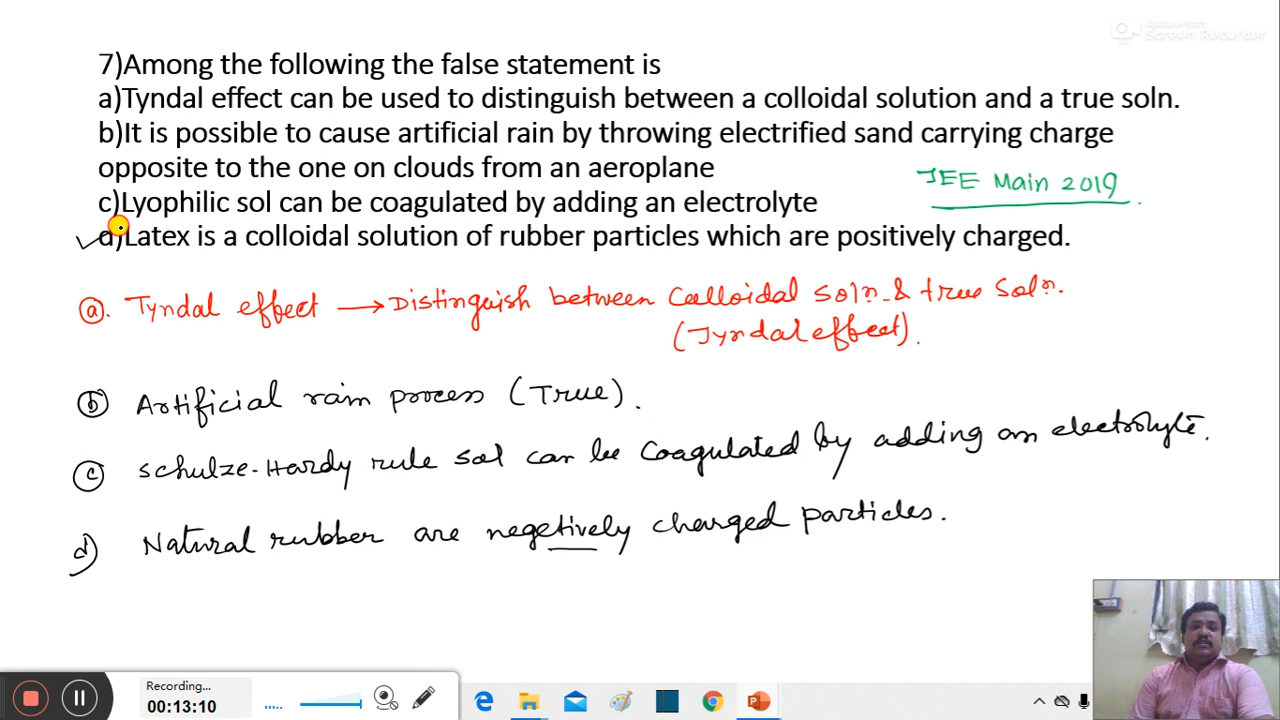 Apowersoft
Screen Recorder
7)Among the following the false statement is
a)Tyndal effect can be used to distinguish between a colloidal solution and a true soln.
b)It is possible to cause artificial rain by throwing electrified sand carrying charge
opposite to the one on clouds from an aeroplane
JEE Main 2019
c)Lyophilic sol can be coagulated by adding an electrolyte
d)Latex is a colloidal solution of rubber particles which are positively charged.
a. Tyndal effect → Distinguish between Colloidal soln. & true soln.
(Tyndal effect).
b Artificial rain process (True).
c Schulze-Hardy rule sol can be coagulated by adding an electrolyte.
d) Natural rubber are negetively charged particles.
Recording...
00:13:10